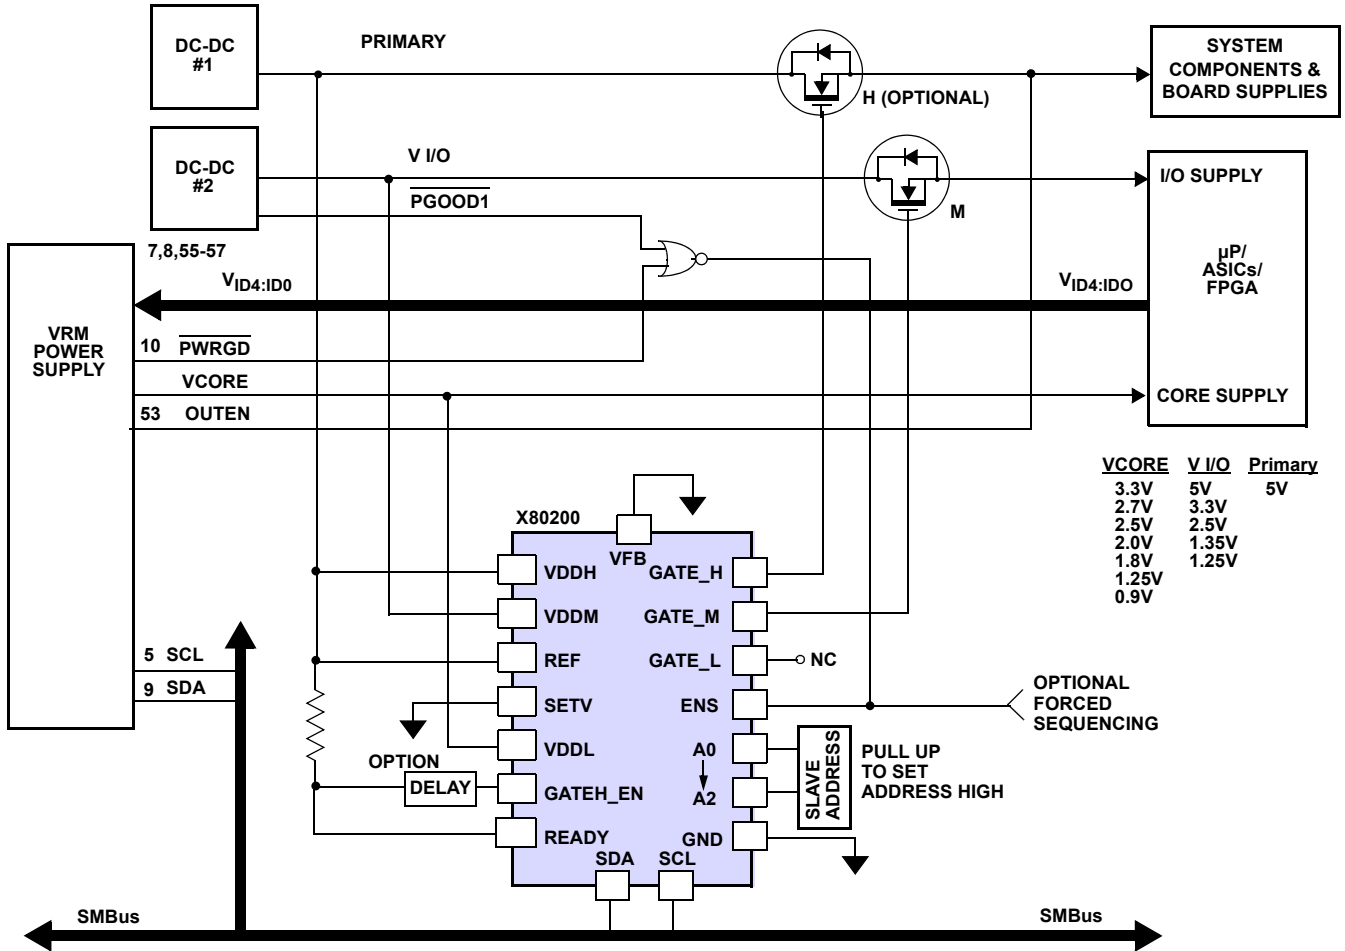 DC-DC
#1
PRIMARY
H (OPTIONAL)
SYSTEM
COMPONENTS &
BOARD SUPPLIES
DC-DC
#2
V I/O
PGOOD1
M
I/O SUPPLY
µP/
ASICs/
FPGA
7,8,55-57
VID4:ID0
VID4:IDO
VRM
POWER
SUPPLY
10 PWRGD
VCORE
CORE SUPPLY
53 OUTEN
VCORE V I/O Primary
3.3V 5V 5V
2.7V 3.3V
2.5V 2.5V
2.0V 1.35V
1.8V 1.25V
1.25V
0.9V
X80200
VFB
VDDH
GATE_H
VDDM
GATE_M
REF
GATE_L
NC
SETV
ENS
OPTIONAL
FORCED
SEQUENCING
VDDL
A0
A2
SLAVE
ADDRESS
PULL UP
TO SET
ADDRESS HIGH
OPTION
DELAY
GATEH_EN
READY
GND
SDA
SCL
5 SCL
9 SDA
SMBus
SMBus